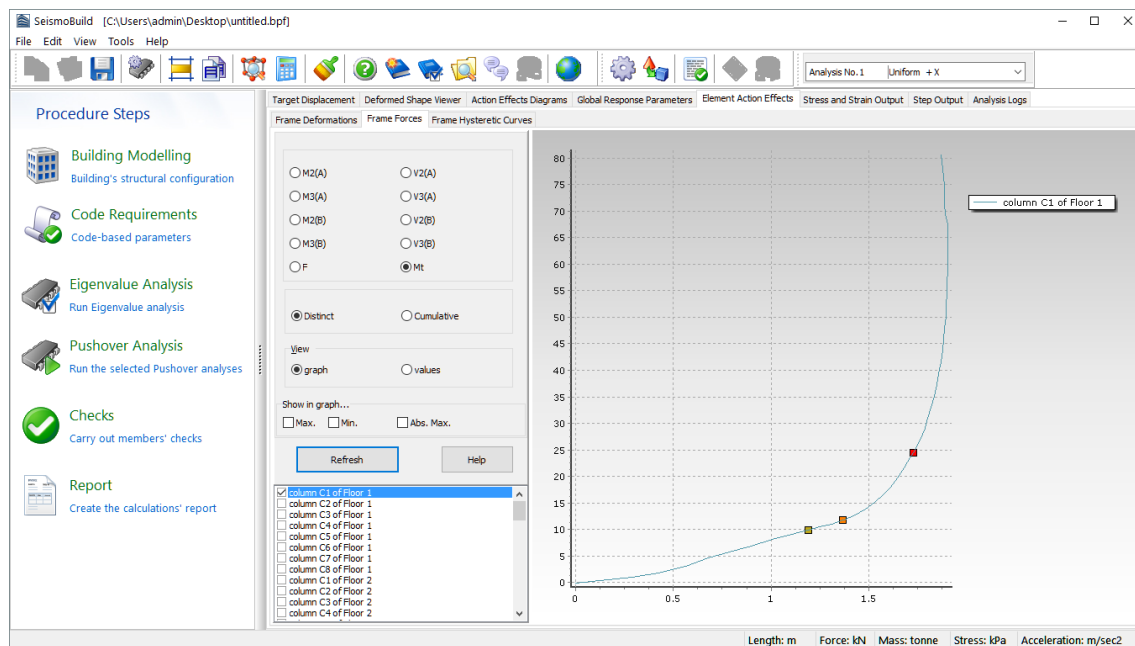 SeismoBuild [C:\Users\admin\Desktop\untitled.bpf]
File Edit View Tools Help
Analysis No. 1 Uniform +X
Procedure Steps
Building Modelling
Building's structural configuration
Code Requirements
Code-based parameters
Eigenvalue Analysis
Run Eigenvalue analysis
Pushover Analysis
Run the selected Pushover analyses
Checks
Carry out members' checks
Report
Create the calculations' report
Target Displacement Deformed Shape Viewer Action Effects Diagrams Global Response Parameters Element Action Effects Stress and Strain Output Step Output Analysis Logs
Frame Deformations Frame Forces Frame Hysteretic Curves
M2(A) V2(A)
M3(A) V3(A)
M2(B) V2(B)
M3(B) V3(B)
F Mt
Distinct Cumulative
View
graph values
Show in graph...
Max. Min. Abs. Max.
Refresh Help
column C1 of Floor 1
column C2 of Floor 1
column C3 of Floor 1
column C4 of Floor 1
column C5 of Floor 1
column C6 of Floor 1
column C7 of Floor 1
column C8 of Floor 1
column C1 of Floor 2
column C2 of Floor 2
column C3 of Floor 2
column C4 of Floor 2
80
75
70
65
60
55
50
45
40
35
30
25
20
15
10
5
0
0 0.5 1 1.5
column C1 of Floor 1
Length: m Force: kN Mass: tonne Stress: kPa Acceleration: m/sec2